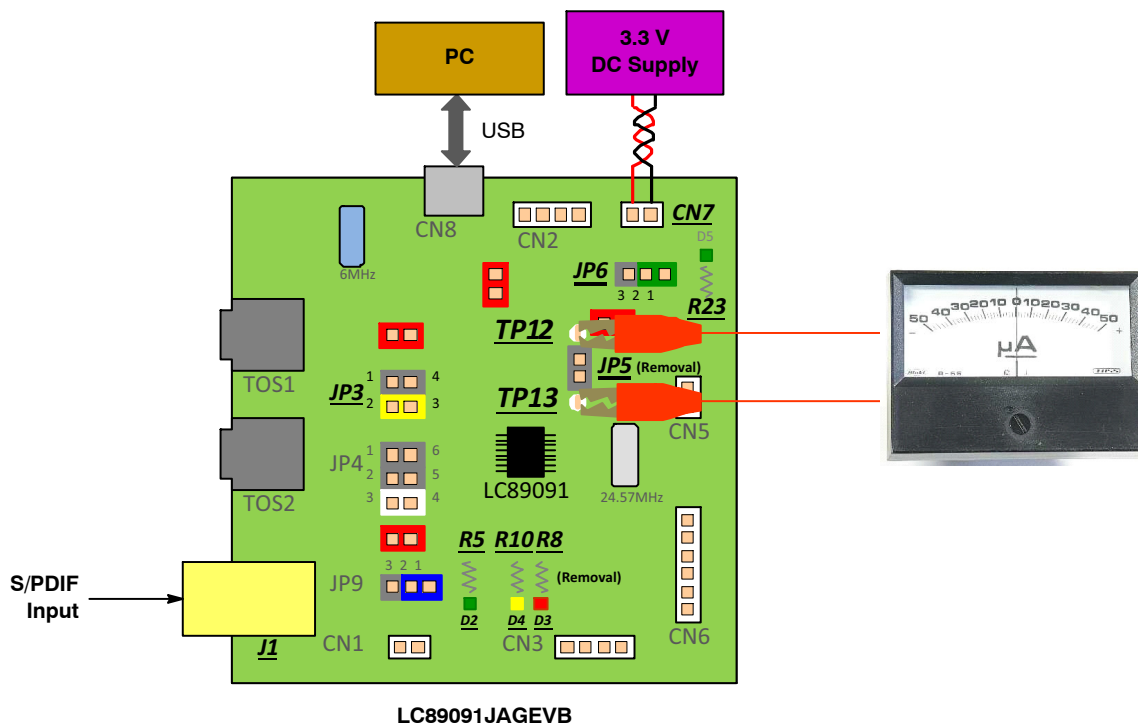 PC
3.3 V
DC Supply
USB
CN8
CN2
CN7
6MHz
D5
JP6
3 2 1
R23
TP12
JP5 (Removal)
TOS1
1 4
JP3
2 3
TP13
CN5
50 40 30 20 10 0 10 20 30 40 50
− +
µA
JP4
1 6
2 5
3 4
LC89091
24.57MHz
TOS2
R5 R10 R8
(Removal)
3 2 1
JP9
S/PDIF
Input
D2 D4 D3
J1
CN1
CN3
CN6
LC89091JAGEVB